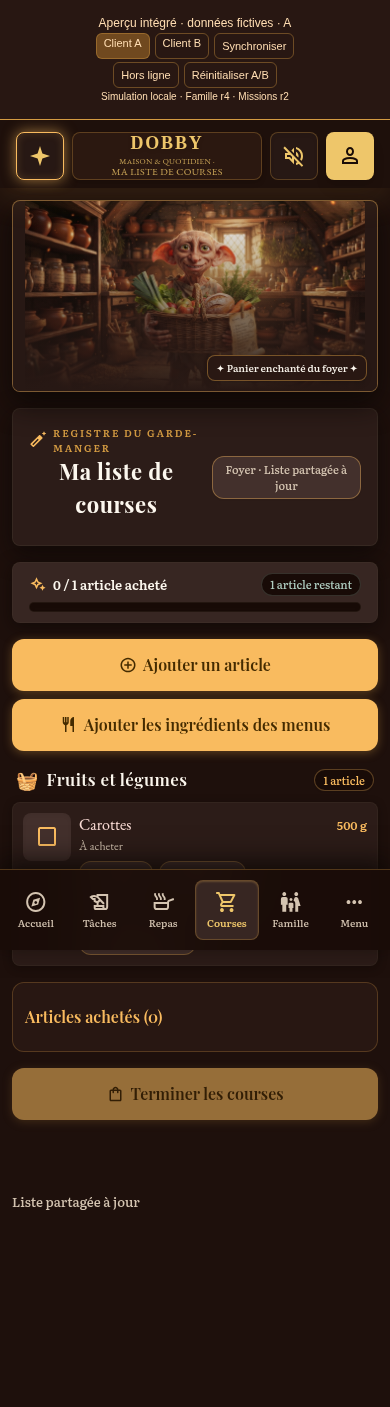 Aperçu intégré · données fictives · A
Client A
Client B
Synchroniser
Hors ligne
Réinitialiser A/B
Simulation locale · Famille r4 · Missions r2
DOBBY
MAISON & QUOTIDIEN ·
MA LISTE DE COURSES
✦ Panier enchanté du foyer ✦
REGISTRE DU GARDE-
MANGER
Ma liste de
courses
Foyer · Liste partagée à
jour
0 / 1 article acheté
1 article restant
Ajouter un article
Ajouter les ingrédients des menus
Fruits et légumes
1 article
Carottes
500 g
À acheter
Accueil
Tâches
Repas
Courses
Famille
Menu
Articles achetés (0)
Terminer les courses
Liste partagée à jour